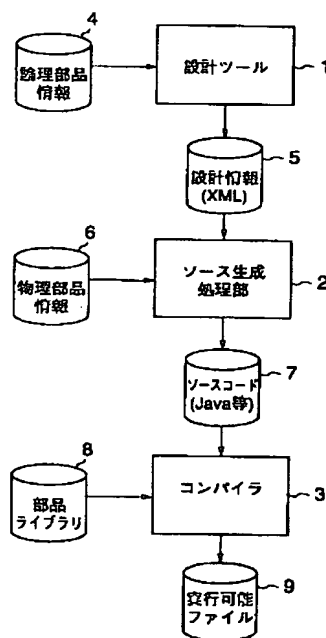 4
論理部品
情報
設計ツール
1
5
設計情報
(XML)
6
物理部品
情報
ソース生成
処理部
2
7
ソースコード
(Java等)
8
部品
ライブラリ
コンパイラ
3
実行可能
ファイル
9